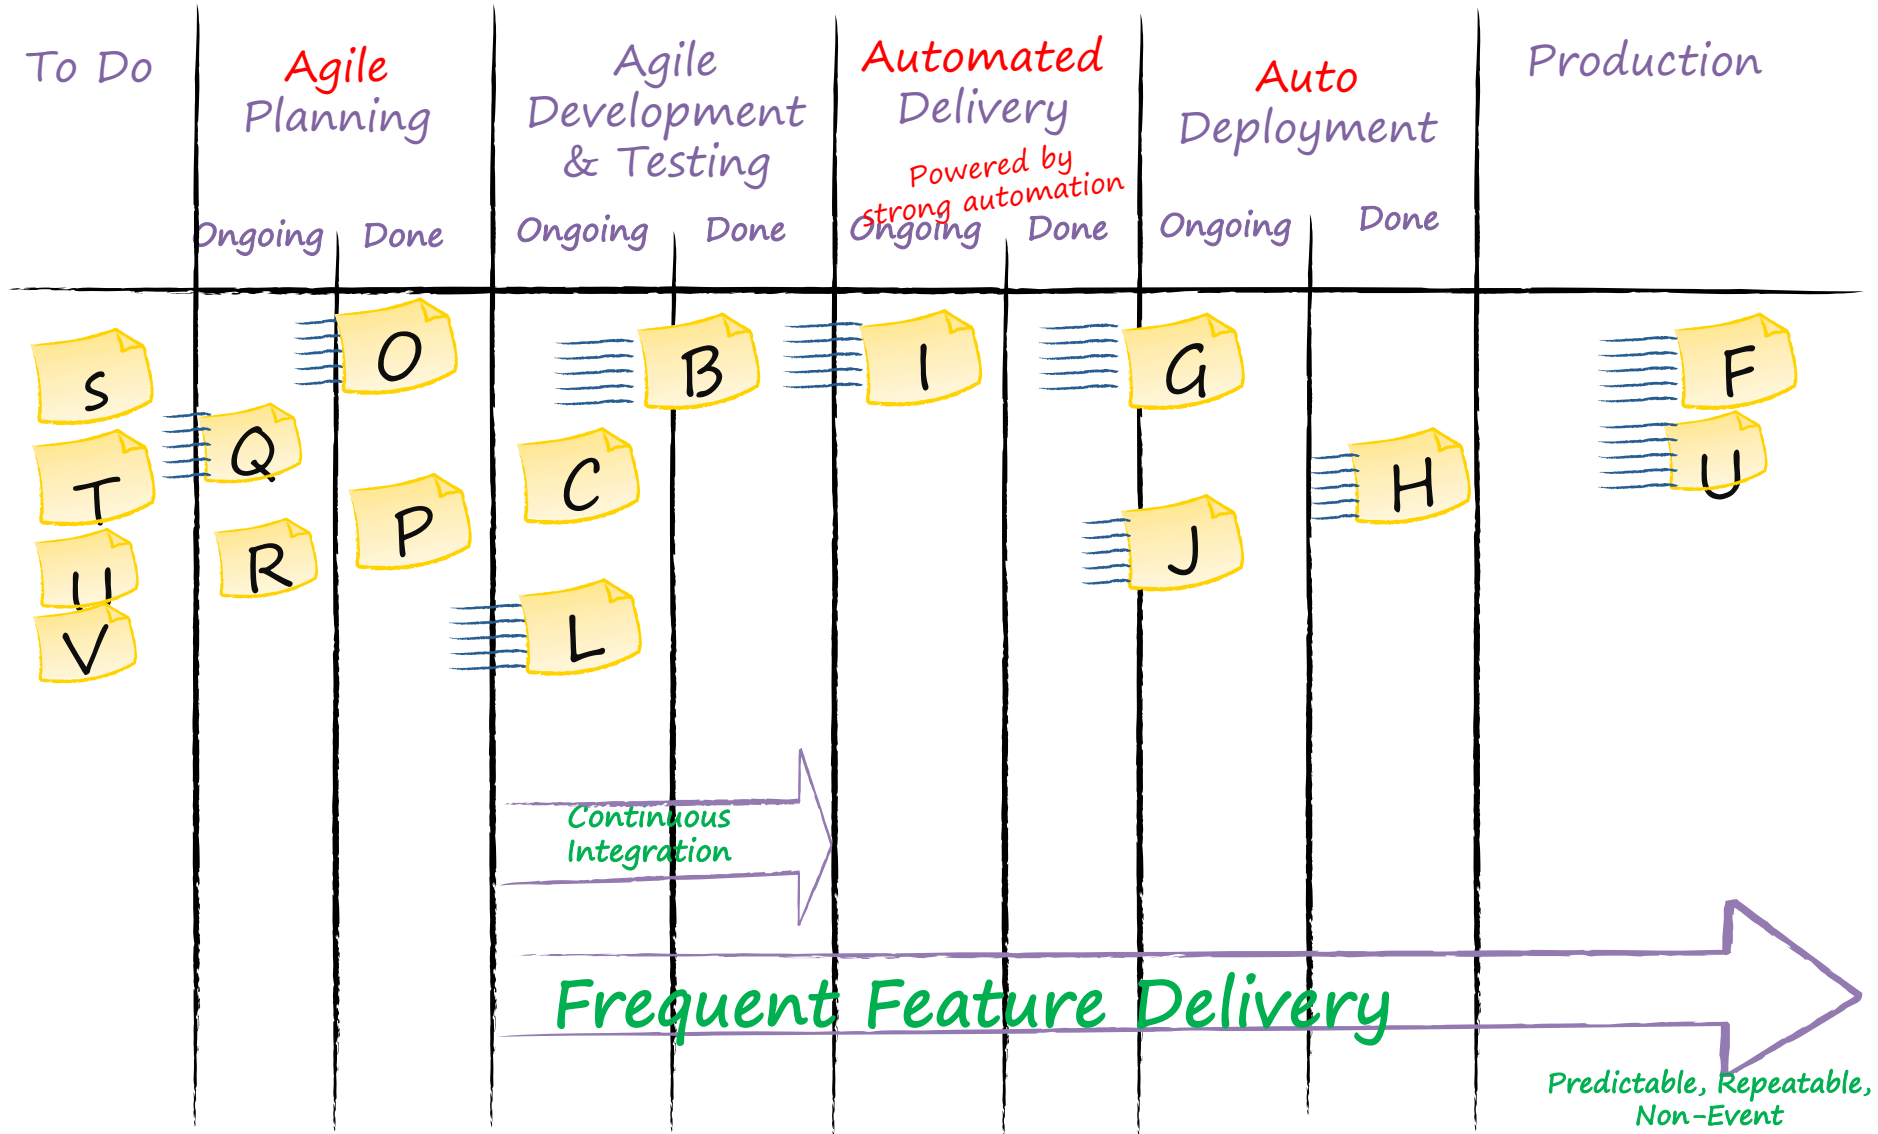 To Do
Agile
Planning
Agile
Development
& Testing
Automated
Delivery
Powered by
strong automation
Auto
Deployment
Production
Ongoing
Done
Ongoing
Done
Ongoing
Done
Ongoing
Done
S
T
U
V
Q
R
O
P
C
L
B
I
G
J
H
F
U
Continuous
Integration
Frequent Feature Delivery
Predictable, Repeatable,
Non-Event